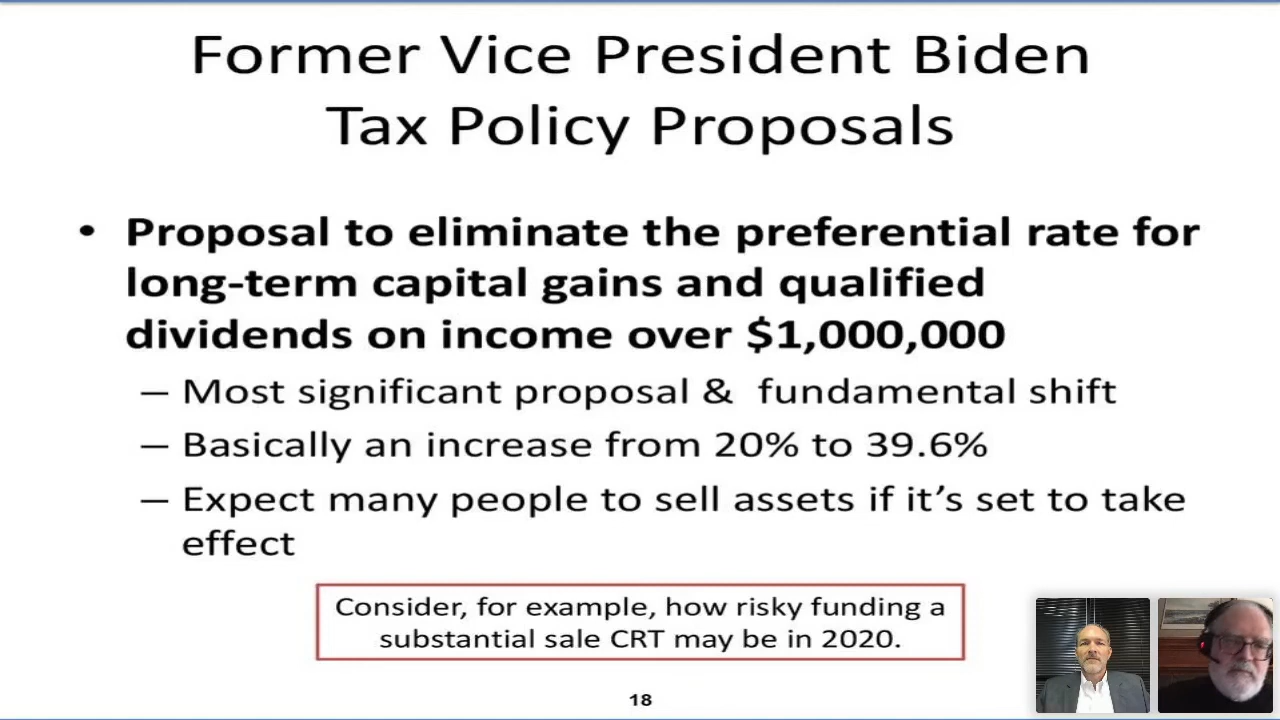 Former Vice President Biden
Tax Policy Proposals
• Proposal to eliminate the preferential rate for
long-term capital gains and qualified
dividends on income over $1,000,000
– Most significant proposal &  fundamental shift
– Basically an increase from 20% to 39.6%
– Expect many people to sell assets if it’s set to take
effect
Consider, for example, how risky funding a
substantial sale CRT may be in 2020.
18